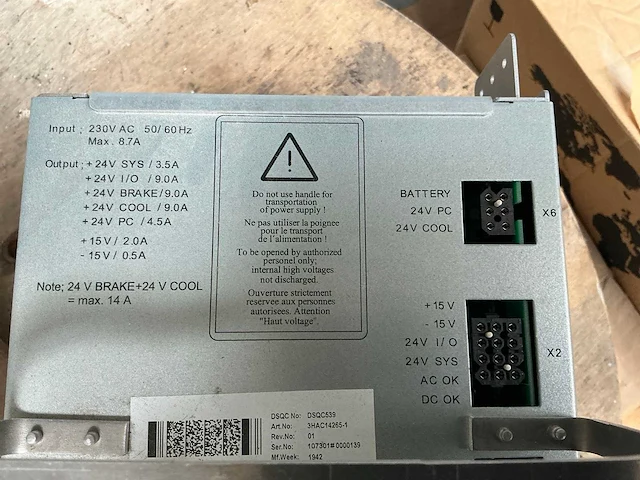 Input; 230V AC 50/60Hz
Max. 8.7A
Output; +24V SYS / 3.5A
+24V I/O / 9.0A
+24V BRAKE/9.0A
+24V COOL / 9.0A
+24V PC / 4.5A
+15V / 2.0A
- 15V / 0.5A
Note; 24 V BRAKE+24 V COOL
= max. 14 A
Do not use handle for
transportation
of power supply !
Ne pas utiliser la poignee
pour le transport
de l'alimentation !
To be opened by authorized
personel only;
internal high voltages
not discharged.
Ouverture strictement
reservée aux personnes
autorisées. Attention
"Haut voltage".
BATTERY
24V PC
24V COOL
X6
+15V
- 15V
24V I/O
24V SYS
AC OK
DC OK
X2
DSQC No: DSQC539
Art.No: 3HAC14265-1
Rev.No: 01
Ser.No: 107301#0000139
Mf.Week: 1942